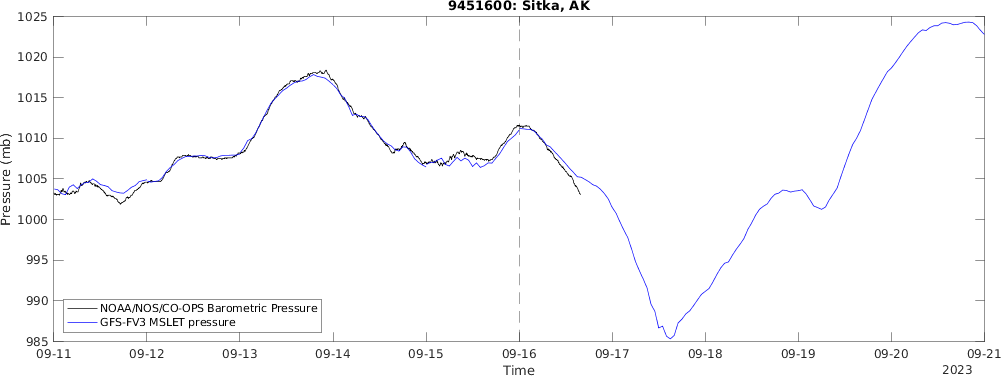 9451600: Sitka, AK
1025
1020
1015
1010
1005
1000
995
990
985
Pressure (mb)
NOAA/NOS/CO-OPS Barometric Pressure
GFS-FV3 MSLET pressure
09-11 09-12 09-13 09-14 09-15 09-16 09-17 09-18 09-19 09-20 09-21
Time
2023